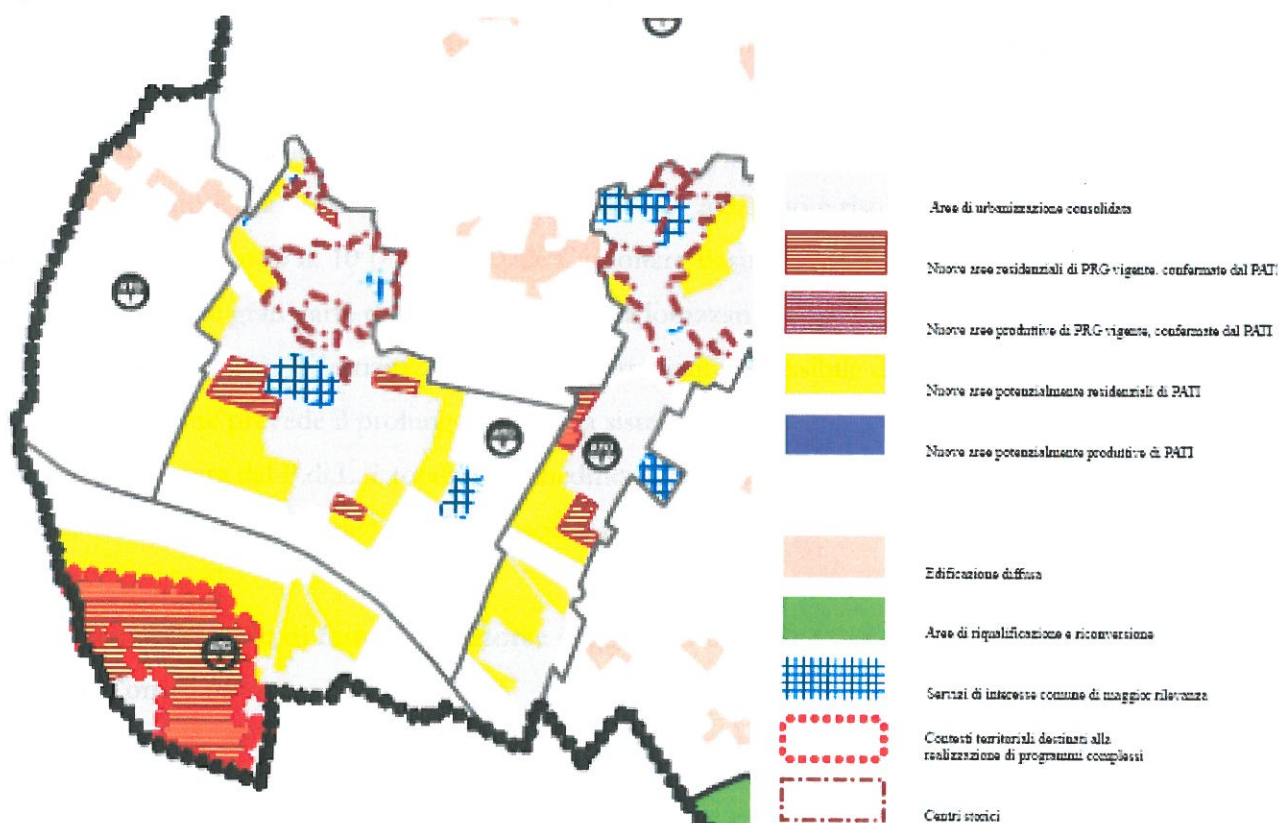 Aree di urbanizzazione consolidata
Nuove aree residenziali di PRG vigente, confermate dal PATI
Nuove aree produttive di PRG vigente, confermate dal PATI
Nuove aree potenzialmente residenziali di PATI
Nuove aree potenzialmente produttive di PATI
Edificazione diffusa
Aree di riqualificazione e riconversione
Servizi di interesse comune di maggior rilevanza
Contesti territoriali destinati alla
realizzazione di programmi complessi
Centri storici